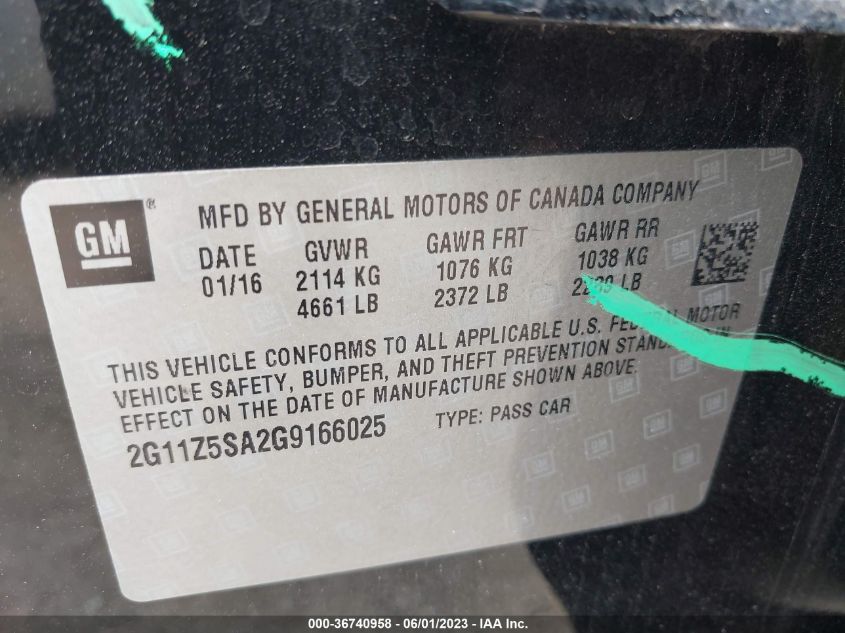 GM ®
MFD BY GENERAL MOTORS OF CANADA COMPANY
DATE GVWR GAWR FRT GAWR RR
01/16 2114 KG 1076 KG 1038 KG
4661 LB 2372 LB LB
THIS VEHICLE CONFORMS TO ALL APPLICABLE U.S. FEDERAL MOTOR
VEHICLE SAFETY, BUMPER, AND THEFT PREVENTION STANDARDS IN
EFFECT ON THE DATE OF MANUFACTURE SHOWN ABOVE.
2G11Z5SA2G9166025 TYPE: PASS CAR
000-36740958 - 06/01/2023 - IAA Inc.